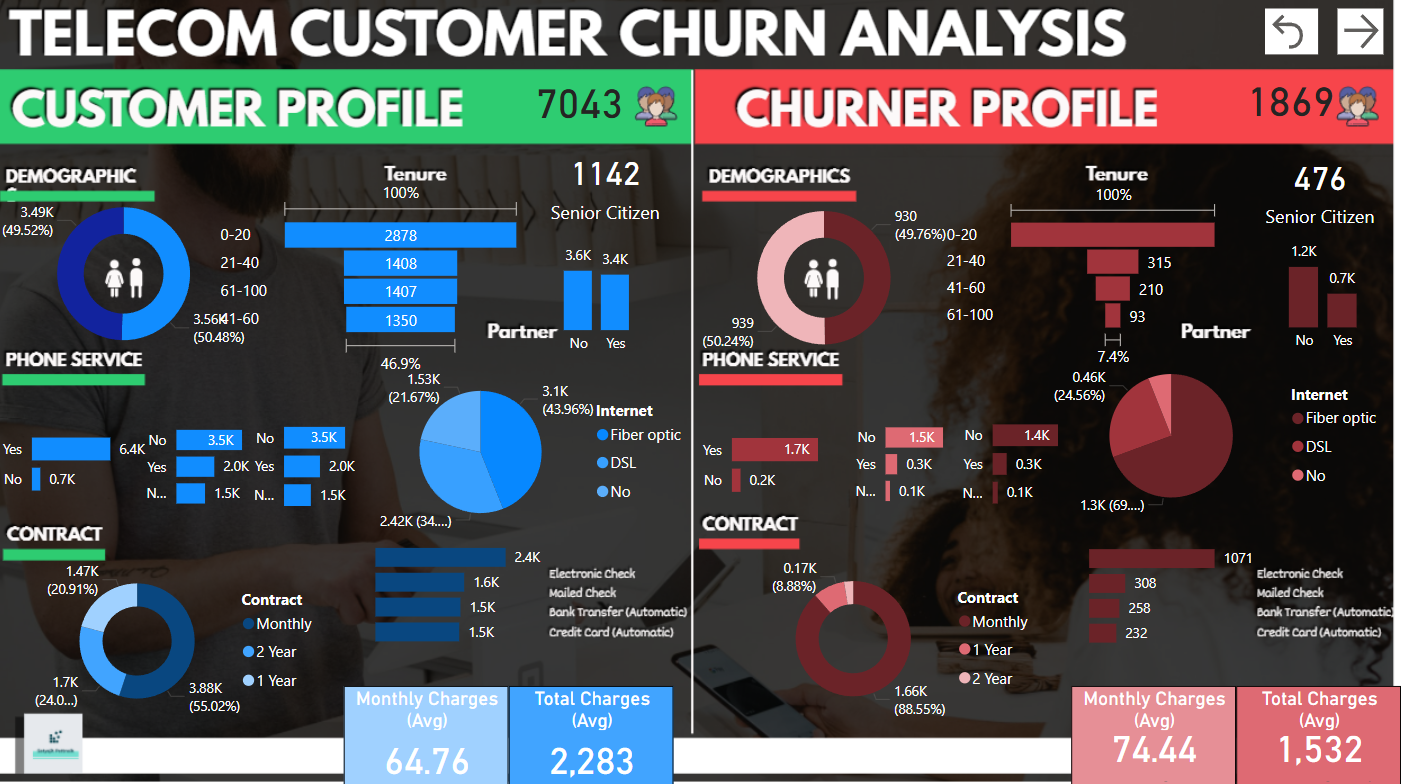 TELECOM CUSTOMER CHURN ANALYSIS
CUSTOMER PROFILE
7043
DEMOGRAPHIC
3.49K
(49.52%)
3.56K
(50.48%)
Tenure
100%
0-20
2878
21-40
1408
61-100
1407
41-60
1350
46.9%
1142
Senior Citizen
3.6K
3.4K
No
Yes
Partner
PHONE SERVICE
Yes
6.4K
No
0.7K
No
3.5K
Yes
2.0K
N...
1.5K
No
3.5K
Yes
2.0K
N...
1.5K
1.53K
(21.67%)
3.1K
(43.96%)
2.42K (34....)
Internet
Fiber optic
DSL
No
CONTRACT
1.47K
(20.91%)
1.7K
(24.0...)
3.88K
(55.02%)
Contract
Monthly
2 Year
1 Year
2.4K
1.6K
1.5K
1.5K
Electronic Check
Mailed Check
Bank Transfer (Automatic)
Credit Card (Automatic)
Monthly Charges
(Avg)
64.76
Total Charges
(Avg)
2,283
CHURNER PROFILE
1869
DEMOGRAPHICS
930
(49.76%)
939
(50.24%)
Tenure
100%
0-20
21-40
315
41-60
210
61-100
93
7.4%
476
Senior Citizen
1.2K
0.7K
No
Yes
Partner
PHONE SERVICE
Yes
1.7K
No
0.2K
No
1.5K
Yes
0.3K
N...
0.1K
No
1.4K
Yes
0.3K
N...
0.1K
0.46K
(24.56%)
1.3K (69....)
Internet
Fiber optic
DSL
No
CONTRACT
0.17K
(8.88%)
1.66K
(88.55%)
Contract
Monthly
1 Year
2 Year
1071
308
258
232
Electronic Check
Mailed Check
Bank Transfer (Automatic)
Credit Card (Automatic)
Monthly Charges
(Avg)
74.44
Total Charges
(Avg)
1,532